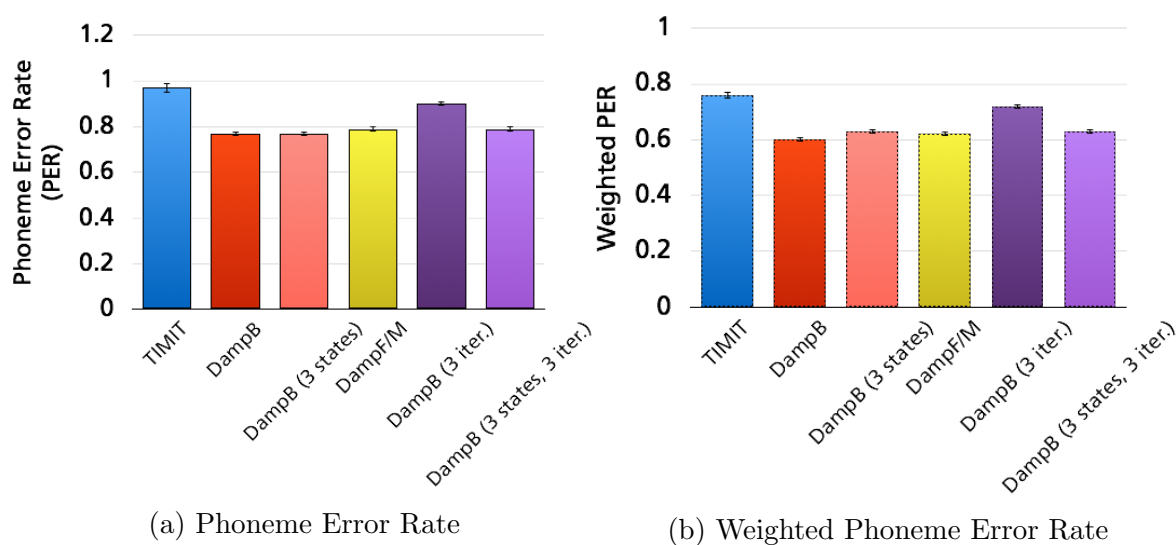 1.2
1
0.8
0.6
0.4
0.2
0
Phoneme Error Rate
(PER)
TIMIT
DampB
DampB (3 states)
DampF/M
DampB (3 iter.)
DampB (3 states, 3 iter.)
(a) Phoneme Error Rate
1
0.8
0.6
0.4
0.2
0
Weighted PER
TIMIT
DampB
DampB (3 states)
DampF/M
DampB (3 iter.)
DampB (3 states, 3 iter.)
(b) Weighted Phoneme Error Rate